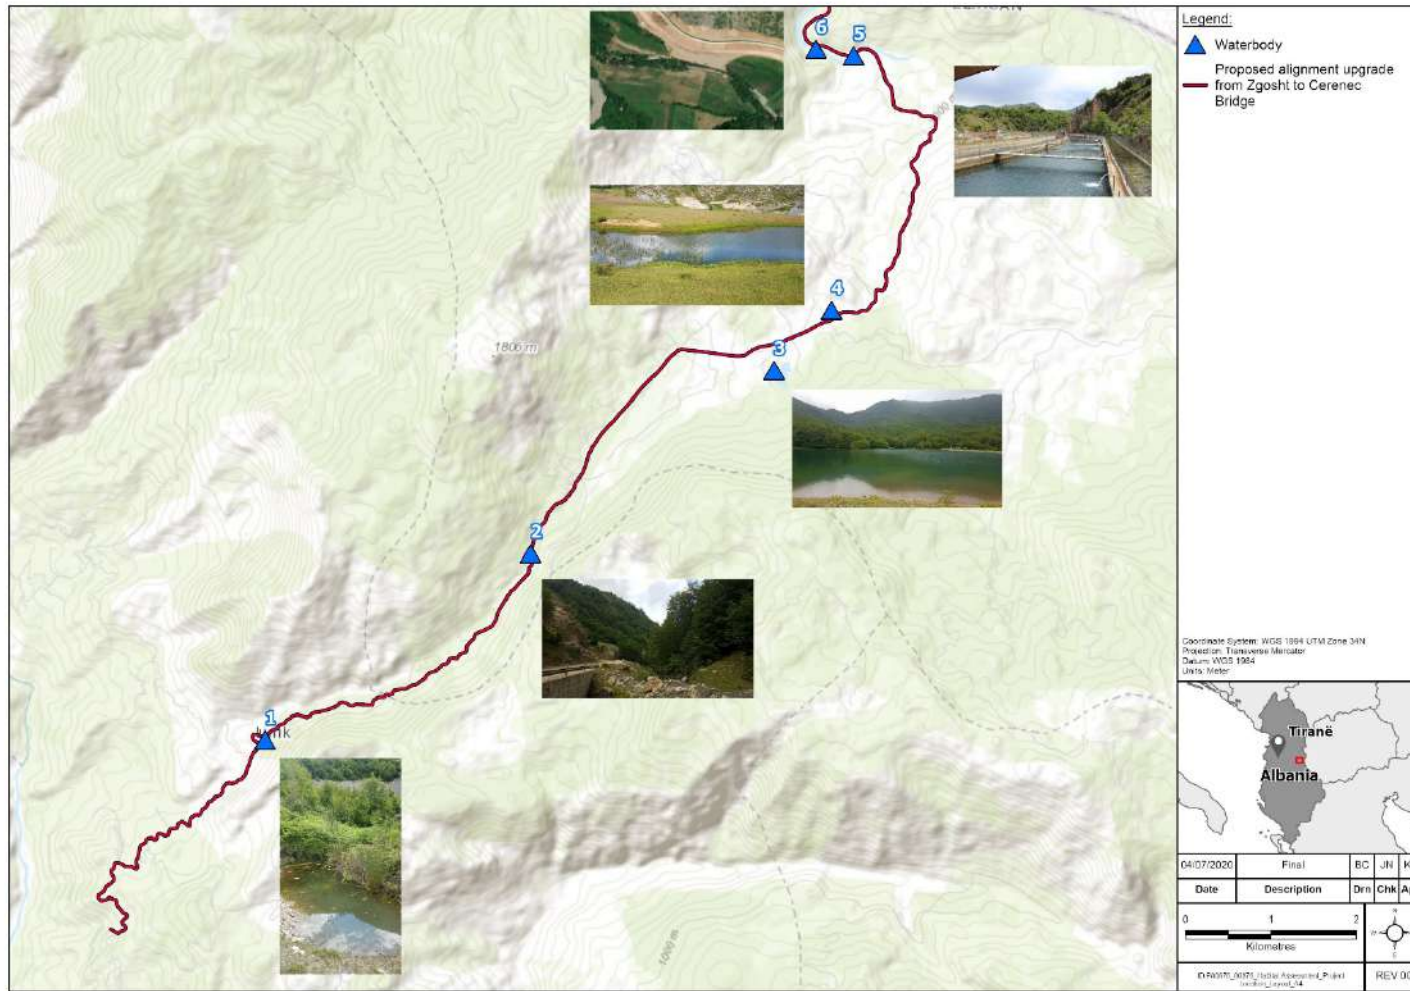 6
5
4
1806 m
3
2
1
1000 m
Legend:
Waterbody
Proposed alignment upgrade
from Zgosht to Cerenec
Bridge
Coordinate System: WGS 1984 UTM Zone 34N
Projection: Transverse Mercator
Datum: WGS 1984
Units: Meter
Tiranë
Albania
04/07/2020 Final BC JN
Date Description Drn Chk
0 1 2
Kilometres
REV 00